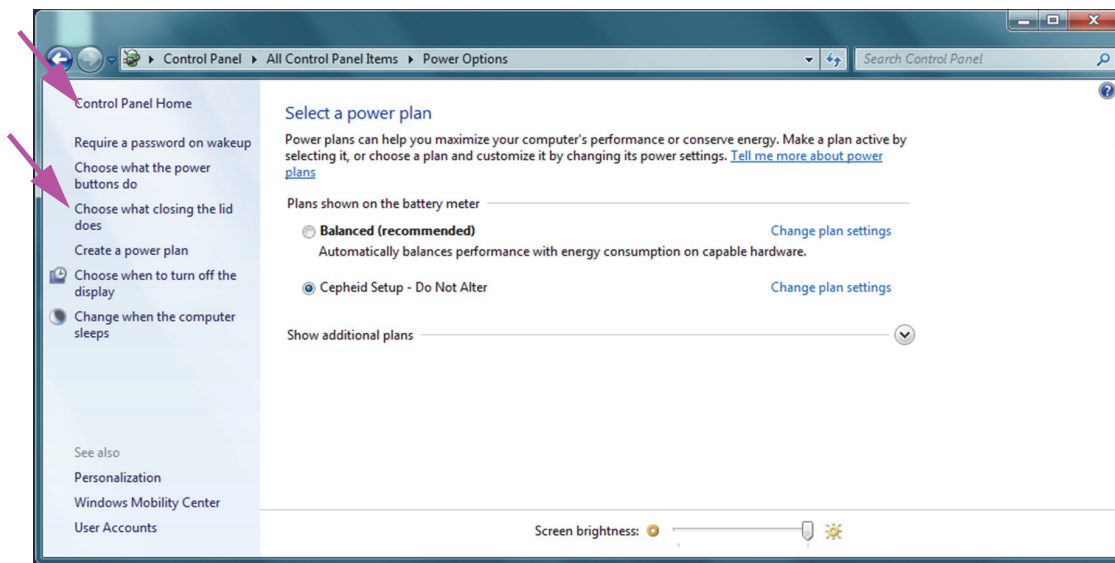 Control Panel ▸ All Control Panel Items ▸ Power Options
Search Control Panel
Control Panel Home
Require a password on wakeup
Choose what the power
buttons do
Choose what closing the lid
does
Create a power plan
Choose when to turn off the
display
Change when the computer
sleeps
See also
Personalization
Windows Mobility Center
User Accounts
Select a power plan
Power plans can help you maximize your computer's performance or conserve energy. Make a plan active by
selecting it, or choose a plan and customize it by changing its power settings. Tell me more about power
plans
Plans shown on the battery meter
Balanced (recommended) Change plan settings
Automatically balances performance with energy consumption on capable hardware.
Cepheid Setup - Do Not Alter Change plan settings
Show additional plans
Screen brightness: